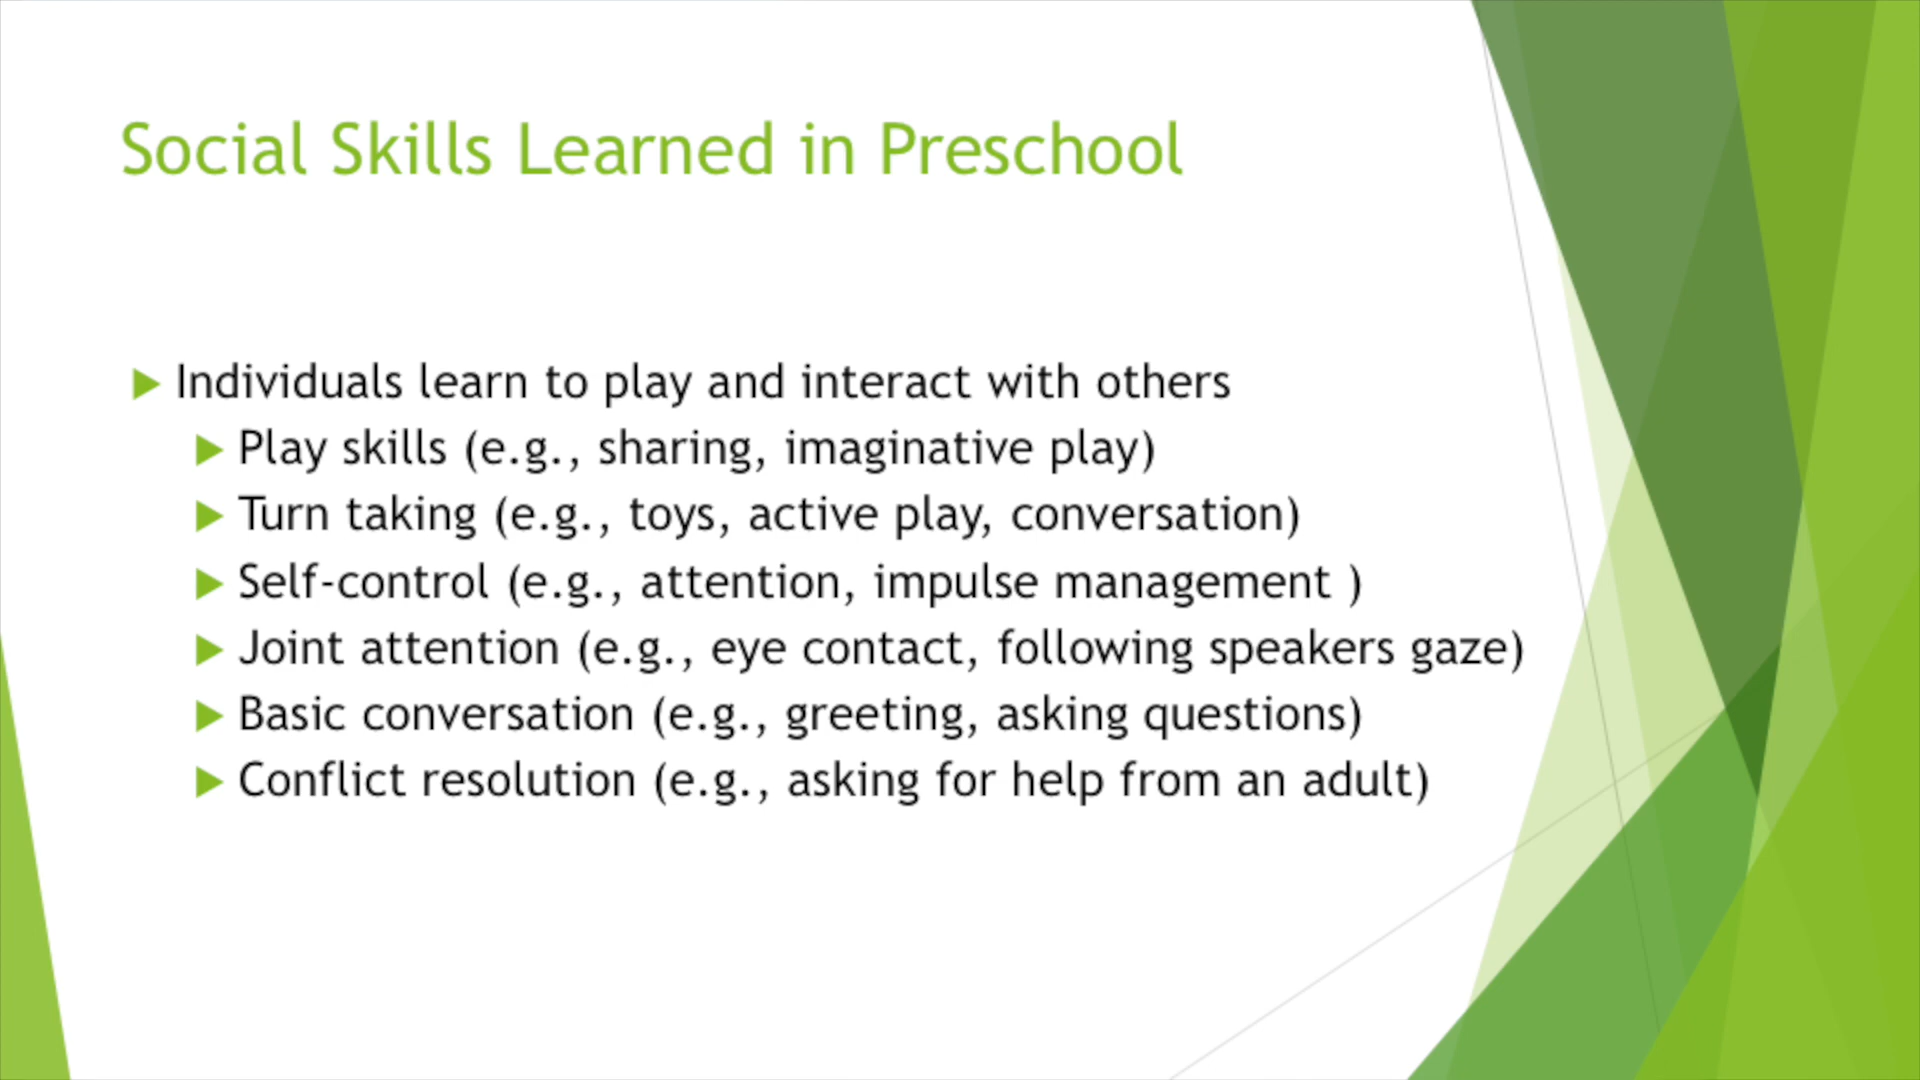 Social Skills Learned in Preschool
Individuals learn to play and interact with others
Play skills (e.g., sharing, imaginative play)
Turn taking (e.g., toys, active play, conversation)
Self-control (e.g., attention, impulse management )
Joint attention (e.g., eye contact, following speakers gaze)
Basic conversation (e.g., greeting, asking questions)
Conflict resolution (e.g., asking for help from an adult)